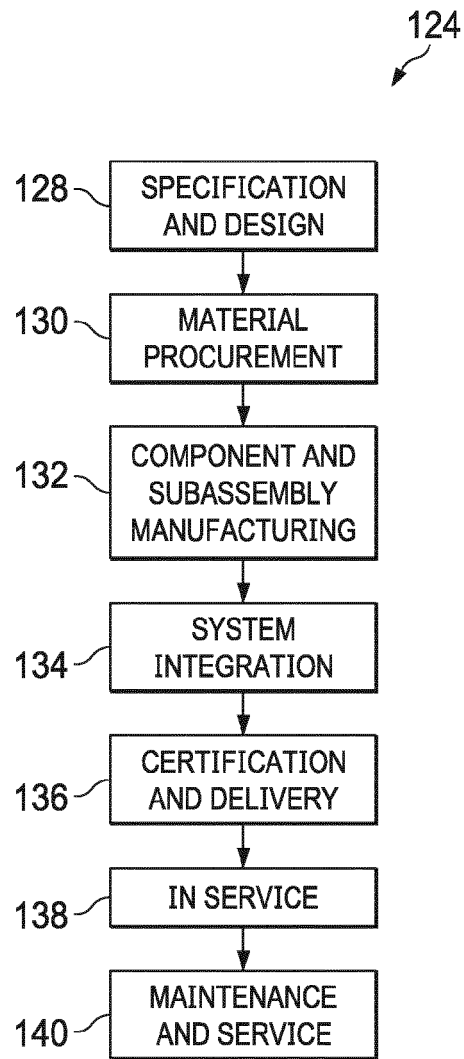 124
128
SPECIFICATION
AND DESIGN
130
MATERIAL
PROCUREMENT
132
COMPONENT AND
SUBASSEMBLY
MANUFACTURING
134
SYSTEM
INTEGRATION
136
CERTIFICATION
AND DELIVERY
138
IN SERVICE
140
MAINTENANCE
AND SERVICE